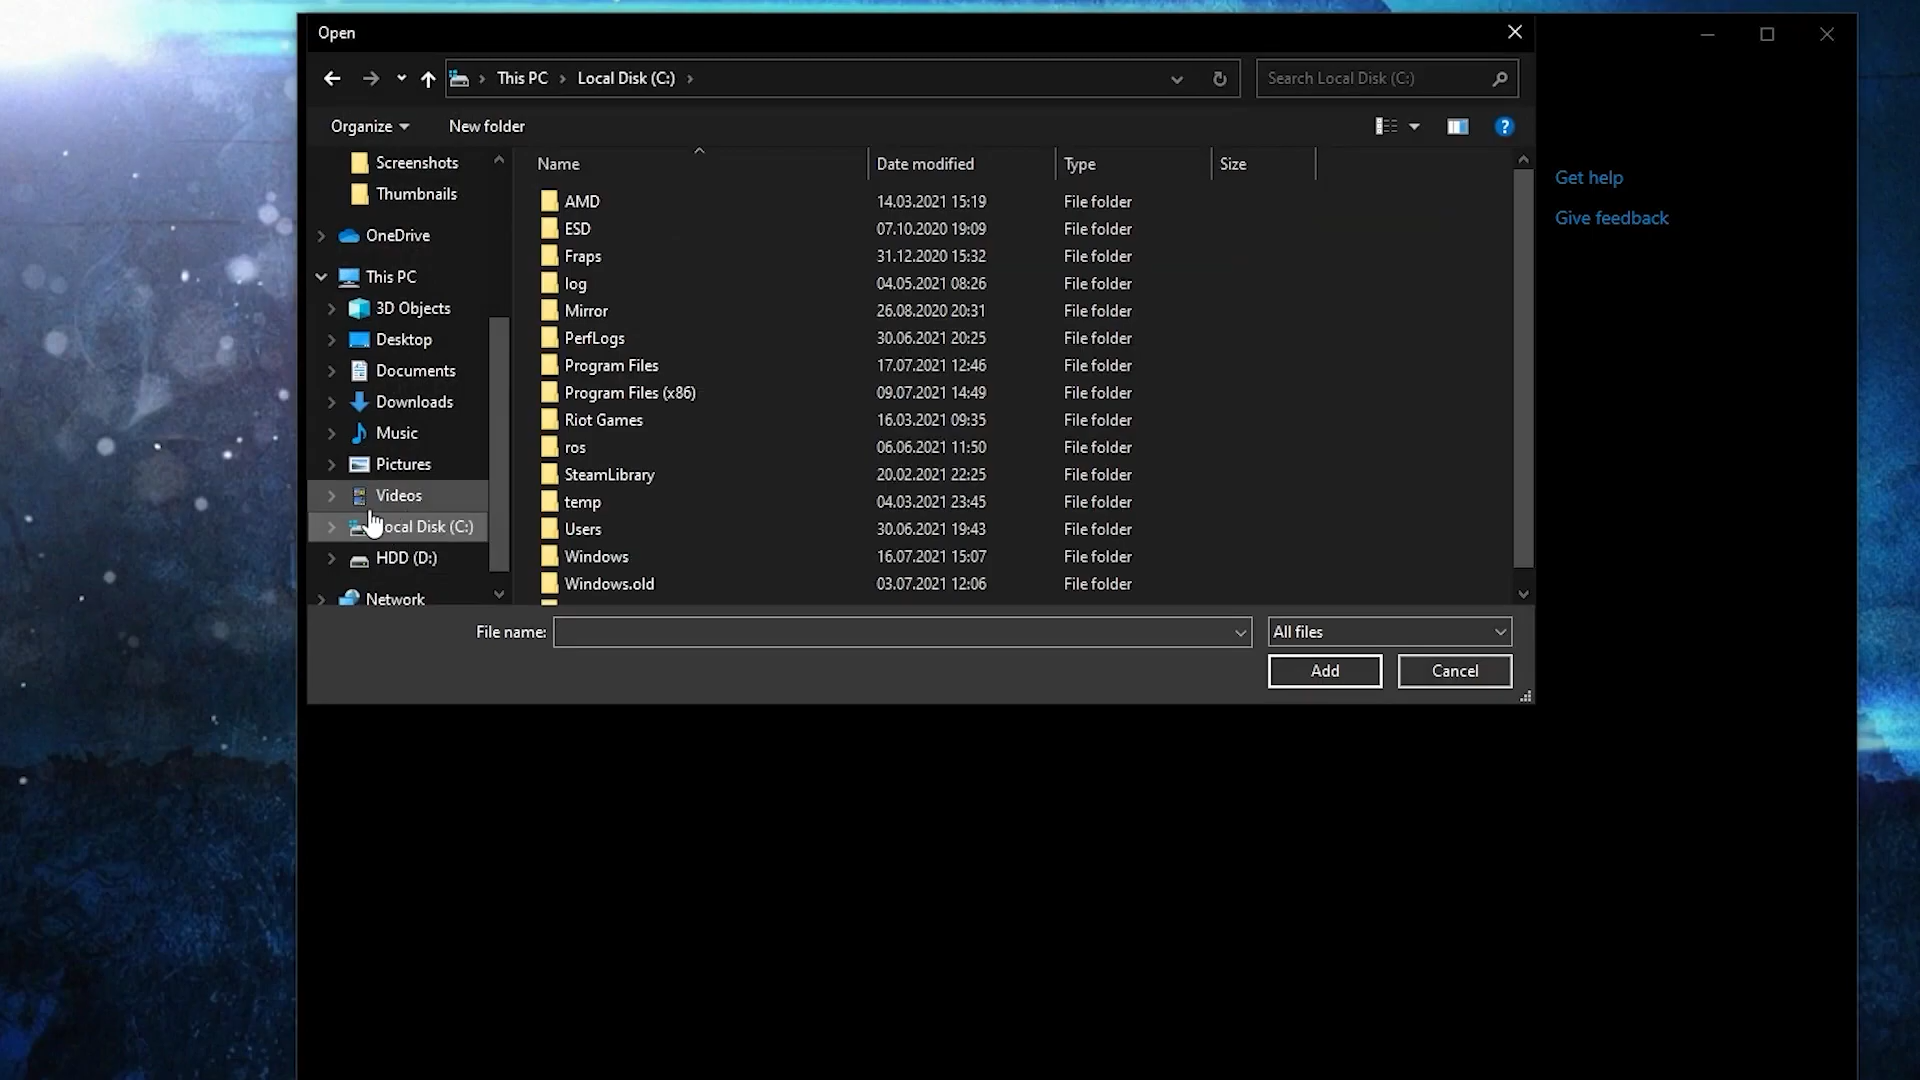 Open
This PC
Local Disk (C:)
Search Local Disk (C:)
Organize
New folder
Screenshots
Thumbnails
OneDrive
This PC
3D Objects
Desktop
Documents
Downloads
Music
Pictures
Videos
Local Disk (C:)
HDD (D:)
Network
Name Date modified Type Size
AMD 14.03.2021 15:19 File folder
ESD 07.10.2020 19:09 File folder
Fraps 31.12.2020 15:32 File folder
log 04.05.2021 08:26 File folder
Mirror 26.08.2020 20:31 File folder
PerfLogs 30.06.2021 20:25 File folder
Program Files 17.07.2021 12:46 File folder
Program Files (x86) 09.07.2021 14:49 File folder
Riot Games 16.03.2021 09:35 File folder
ros 06.06.2021 11:50 File folder
SteamLibrary 20.02.2021 22:25 File folder
temp 04.03.2021 23:45 File folder
Users 30.06.2021 19:43 File folder
Windows 16.07.2021 15:07 File folder
Windows.old 03.07.2021 12:06 File folder
File name:
All files
Add
Cancel
Get help
Give feedback